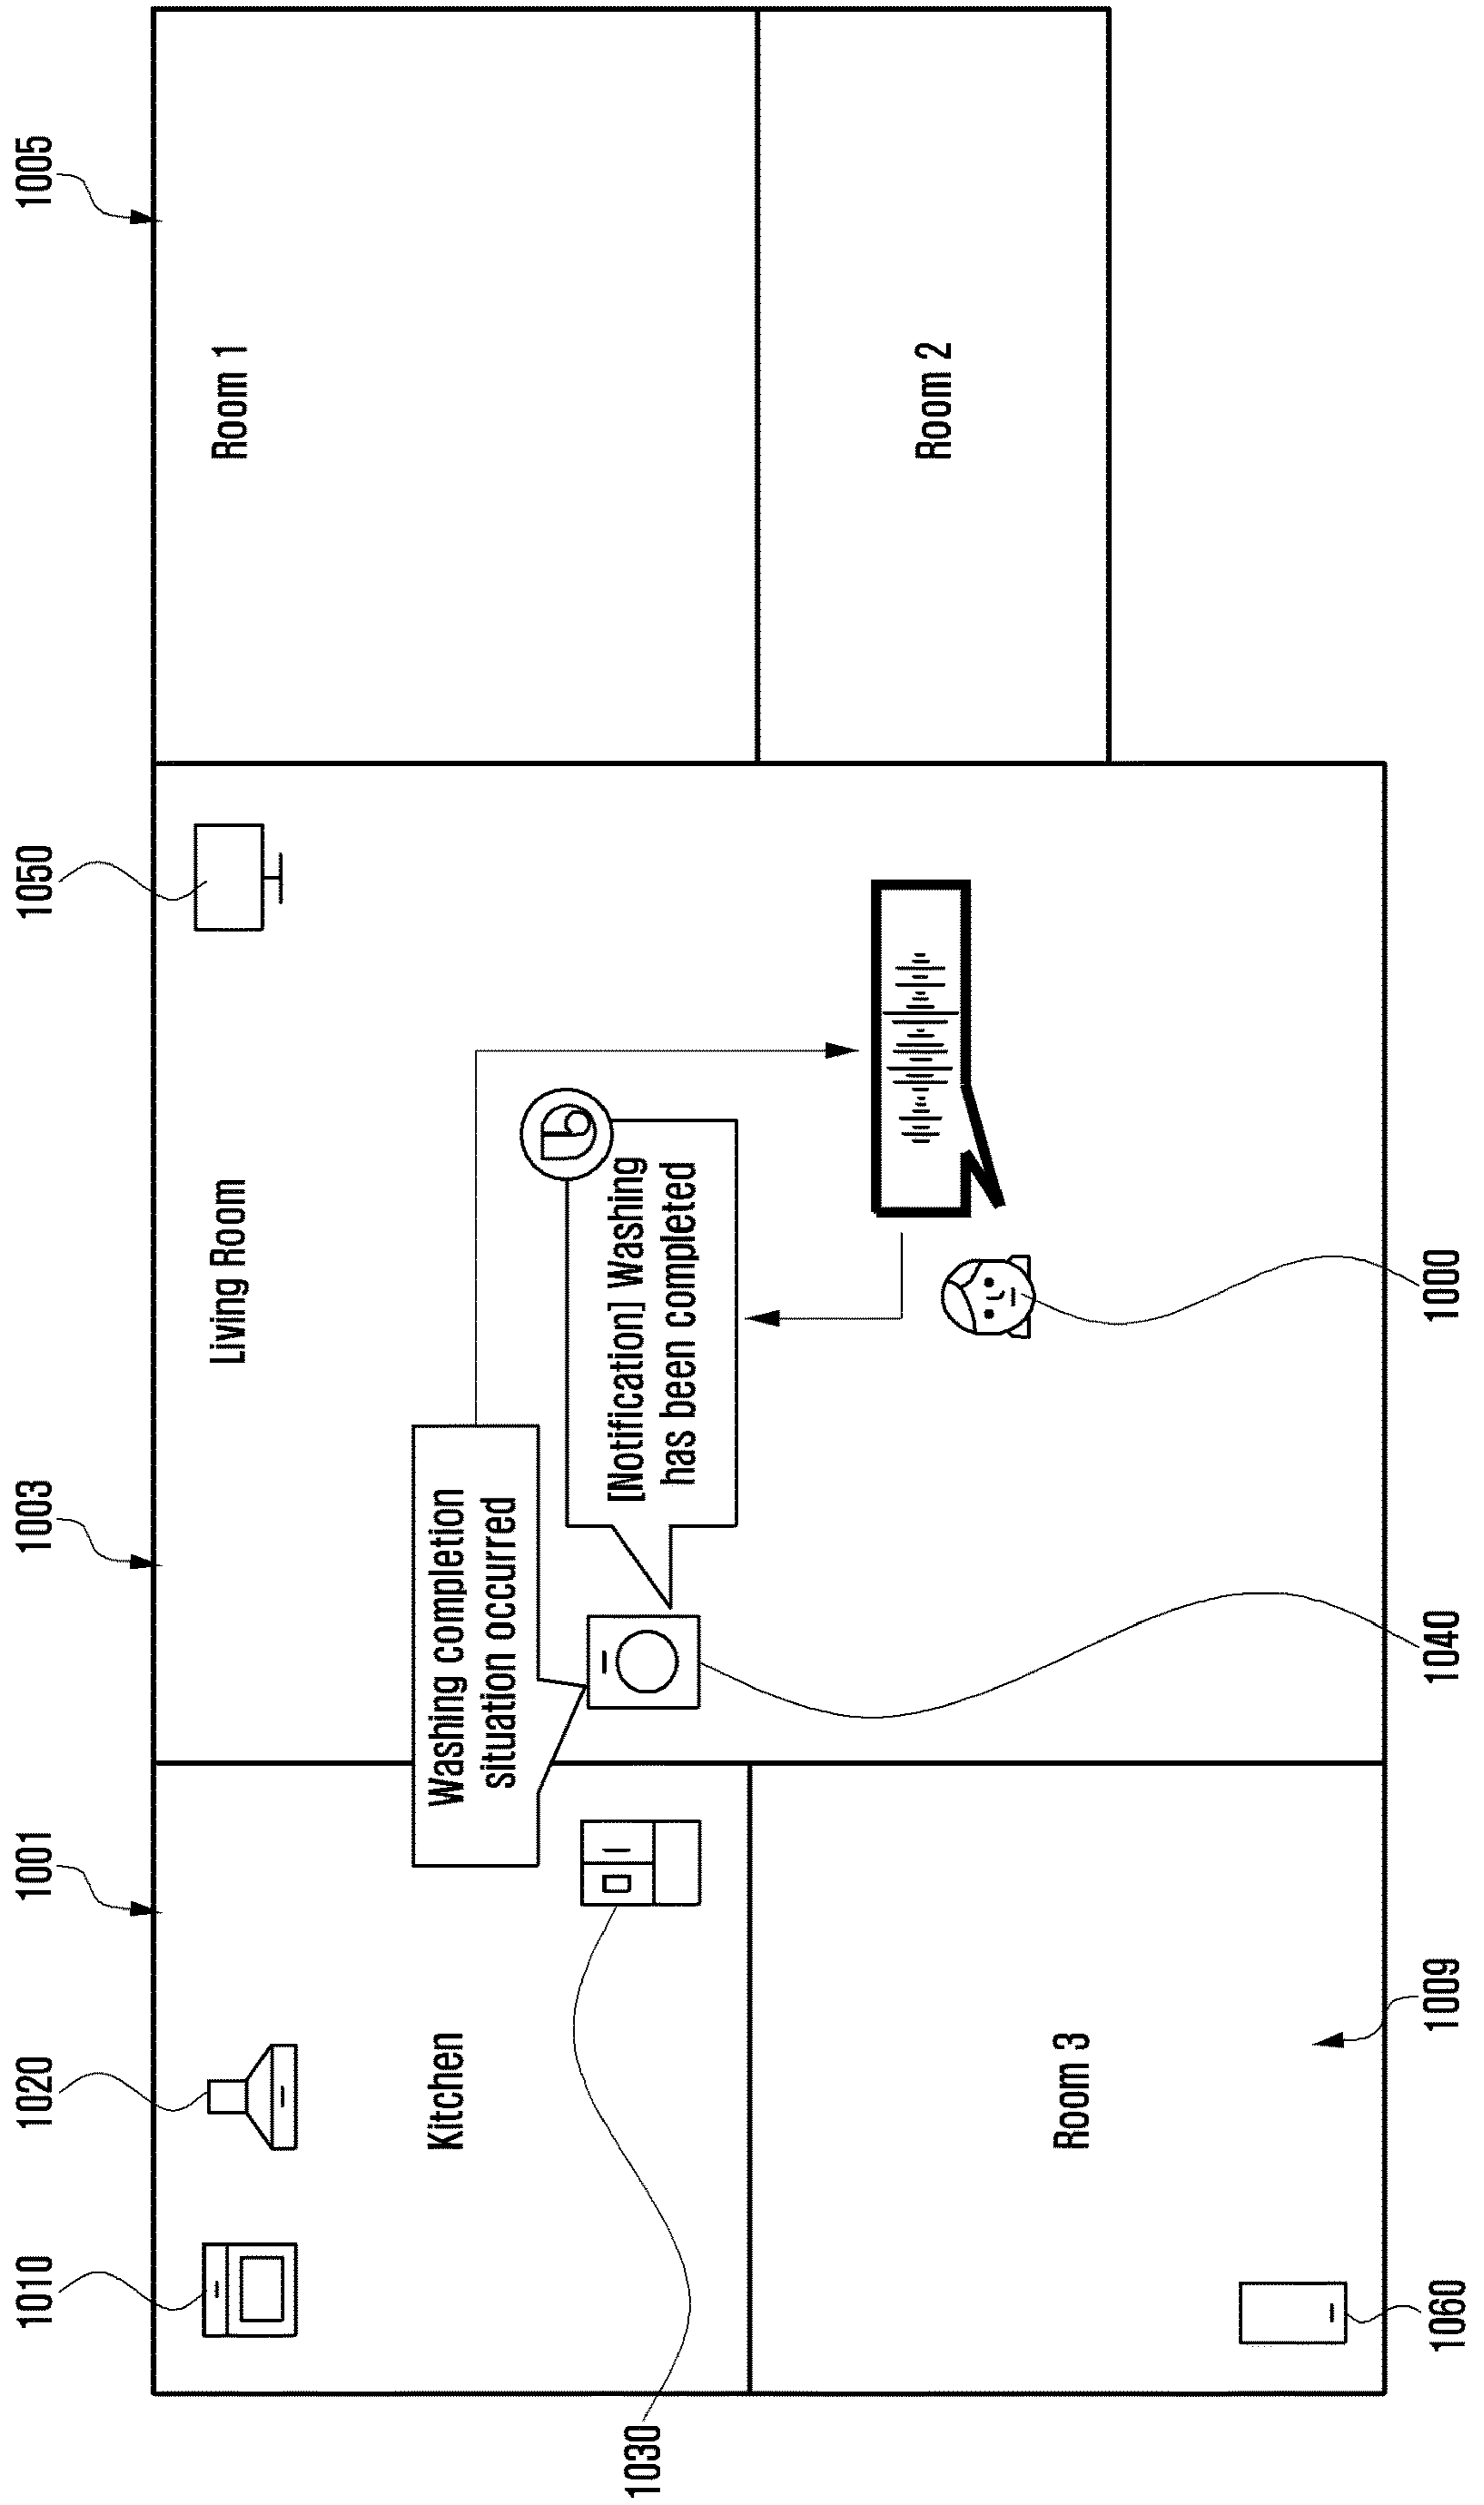 1010
1020
1001
1003
1050
1005
Kitchen
Living Room
Room 1
Washing completion
situation occurred
[Notification] Washing
has been completed
1030
Room 3
Room 2
1060
1009
1040
1000